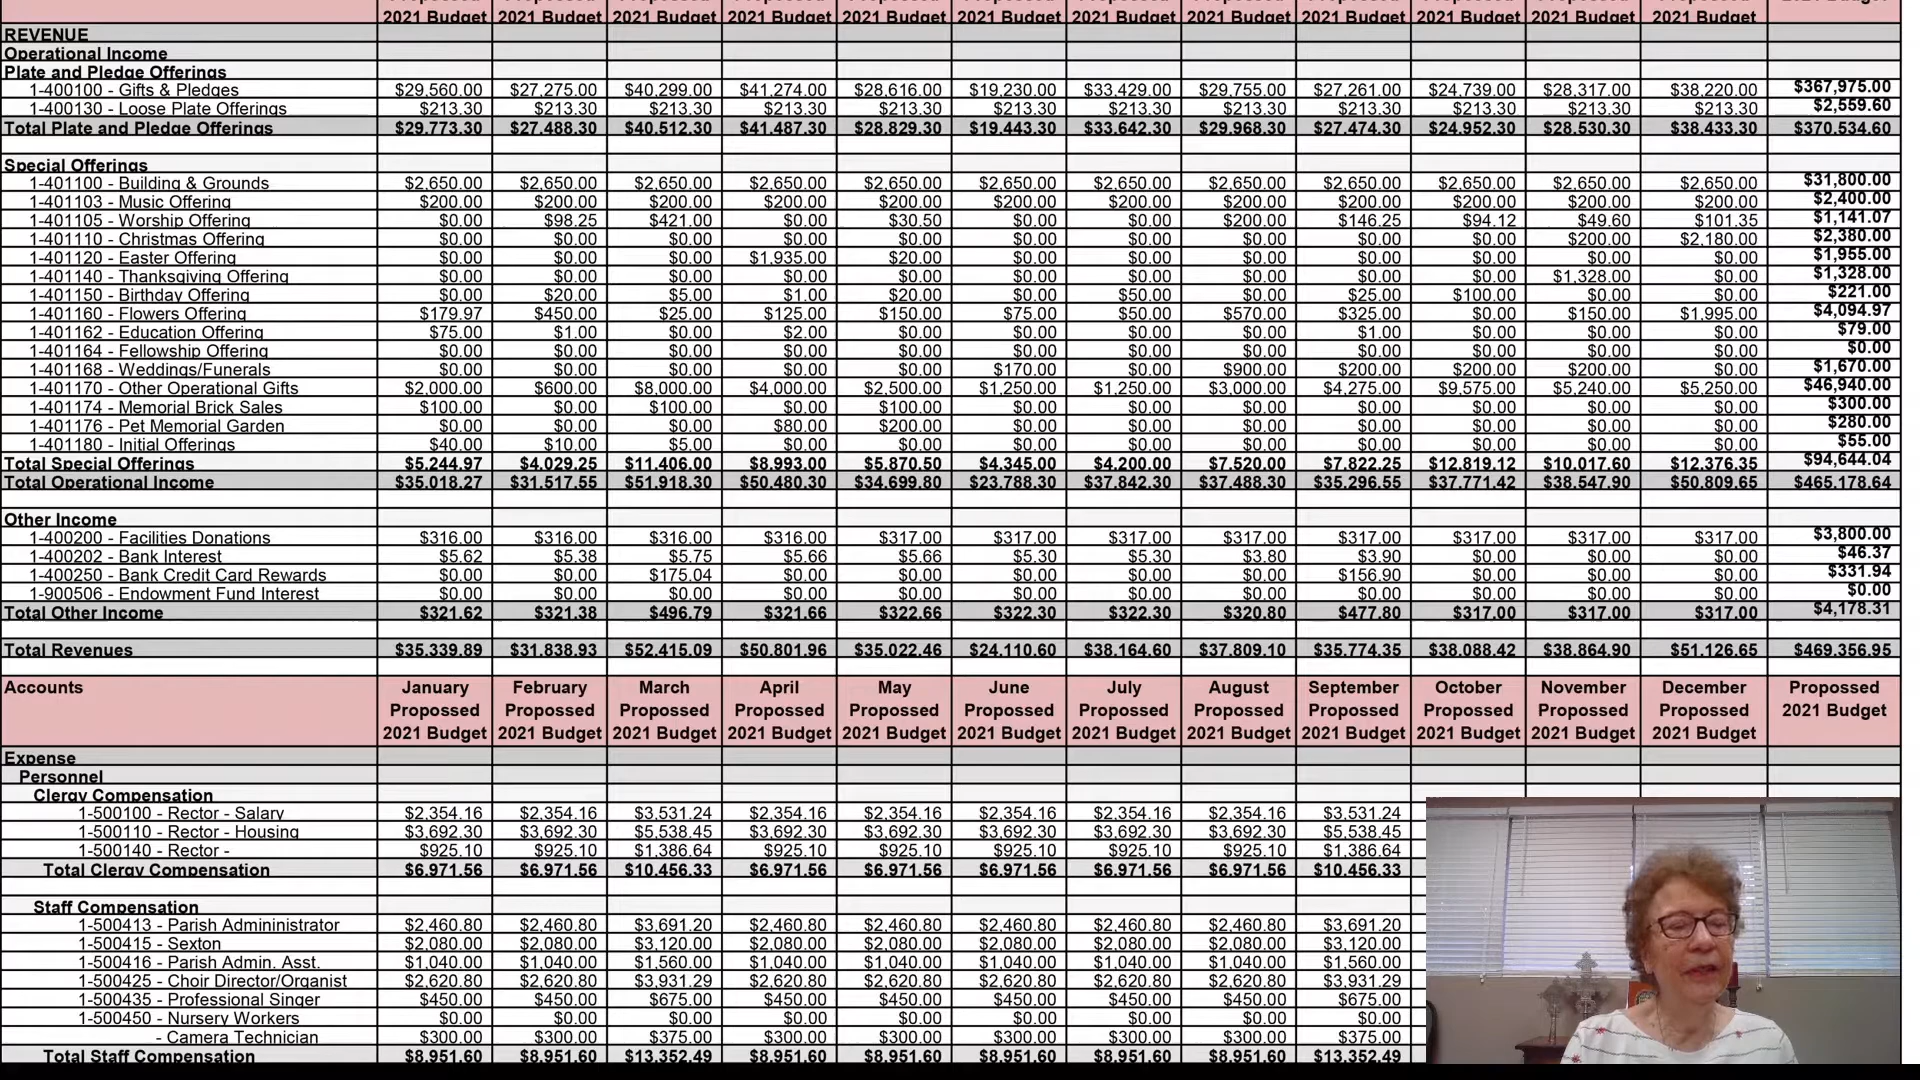 2021 Budget 2021 Budget 2021 Budget 2021 Budget 2021 Budget 2021 Budget 2021 Budget 2021 Budget 2021 Budget 2021 Budget 2021 Budget 2021 Budget
REVENUE
Operational Income
Plate and Pledge Offerings
1-400100 - Gifts & Pledges $29,560.00 $27,275.00 $40,299.00 $41,274.00 $28,616.00 $19,230.00 $33,429.00 $29,755.00 $27,261.00 $24,739.00 $28,317.00 $38,220.00 $367,975.00
1-400130 - Loose Plate Offerings $213.30 $213.30 $213.30 $213.30 $213.30 $213.30 $213.30 $213.30 $213.30 $213.30 $213.30 $213.30 $2,559.60
Total Plate and Pledge Offerings $29,773.30 $27,488.30 $40,512.30 $41,487.30 $28,829.30 $19,443.30 $33,642.30 $29,968.30 $27,474.30 $24,952.30 $28,530.30 $38,433.30 $370,534.60
Special Offerings
1-401100 - Building & Grounds $2,650.00 $2,650.00 $2,650.00 $2,650.00 $2,650.00 $2,650.00 $2,650.00 $2,650.00 $2,650.00 $2,650.00 $2,650.00 $2,650.00 $31,800.00
1-401103 - Music Offering $200.00 $200.00 $200.00 $200.00 $200.00 $200.00 $200.00 $200.00 $200.00 $200.00 $200.00 $200.00 $2,400.00
1-401105 - Worship Offering $0.00 $98.25 $421.00 $0.00 $30.50 $0.00 $0.00 $200.00 $146.25 $94.12 $49.60 $101.35 $1,141.07
1-401110 - Christmas Offering $0.00 $0.00 $0.00 $0.00 $0.00 $0.00 $0.00 $0.00 $0.00 $0.00 $200.00 $2,180.00 $2,380.00
1-401120 - Easter Offering $0.00 $0.00 $0.00 $1,935.00 $20.00 $0.00 $0.00 $0.00 $0.00 $0.00 $0.00 $0.00 $1,955.00
1-401140 - Thanksgiving Offering $0.00 $0.00 $0.00 $0.00 $0.00 $0.00 $0.00 $0.00 $0.00 $0.00 $1,328.00 $0.00 $1,328.00
1-401150 - Birthday Offering $0.00 $20.00 $5.00 $1.00 $20.00 $0.00 $50.00 $0.00 $25.00 $100.00 $0.00 $0.00 $221.00
1-401160 - Flowers Offering $179.97 $450.00 $25.00 $125.00 $150.00 $75.00 $50.00 $570.00 $325.00 $0.00 $150.00 $1,995.00 $4,094.97
1-401162 - Education Offering $75.00 $1.00 $0.00 $2.00 $0.00 $0.00 $0.00 $0.00 $1.00 $0.00 $0.00 $0.00 $79.00
1-401164 - Fellowship Offering $0.00 $0.00 $0.00 $0.00 $0.00 $0.00 $0.00 $0.00 $0.00 $0.00 $0.00 $0.00 $0.00
1-401168 - Weddings/Funerals $0.00 $0.00 $0.00 $0.00 $0.00 $170.00 $0.00 $900.00 $200.00 $200.00 $200.00 $0.00 $1,670.00
1-401170 - Other Operational Gifts $2,000.00 $600.00 $8,000.00 $4,000.00 $2,500.00 $1,250.00 $1,250.00 $3,000.00 $4,275.00 $9,575.00 $5,240.00 $5,250.00 $46,940.00
1-401174 - Memorial Brick Sales $100.00 $0.00 $100.00 $0.00 $100.00 $0.00 $0.00 $0.00 $0.00 $0.00 $0.00 $0.00 $300.00
1-401176 - Pet Memorial Garden $0.00 $0.00 $0.00 $80.00 $200.00 $0.00 $0.00 $0.00 $0.00 $0.00 $0.00 $0.00 $280.00
1-401180 - Initial Offerings $40.00 $10.00 $5.00 $0.00 $0.00 $0.00 $0.00 $0.00 $0.00 $0.00 $0.00 $0.00 $55.00
Total Special Offerings $5,244.97 $4,029.25 $11,406.00 $8,993.00 $5,870.50 $4,345.00 $4,200.00 $7,520.00 $7,822.25 $12,819.12 $10,017.60 $12,376.35 $94,644.04
Total Operational Income $35,018.27 $31,517.55 $51,918.30 $50,480.30 $34,699.80 $23,788.30 $37,842.30 $37,488.30 $35,296.55 $37,771.42 $38,547.90 $50,809.65 $465,178.64
Other Income
1-400200 - Facilities Donations $316.00 $316.00 $316.00 $316.00 $317.00 $317.00 $317.00 $317.00 $317.00 $317.00 $317.00 $317.00 $3,800.00
1-400202 - Bank Interest $5.62 $5.38 $5.75 $5.66 $5.66 $5.30 $5.30 $3.80 $3.90 $0.00 $0.00 $0.00 $46.37
1-400250 - Bank Credit Card Rewards $0.00 $0.00 $175.04 $0.00 $0.00 $0.00 $0.00 $0.00 $156.90 $0.00 $0.00 $0.00 $331.94
1-900506 - Endowment Fund Interest $0.00 $0.00 $0.00 $0.00 $0.00 $0.00 $0.00 $0.00 $0.00 $0.00 $0.00 $0.00 $0.00
Total Other Income $321.62 $321.38 $496.79 $321.66 $322.66 $322.30 $322.30 $320.80 $477.80 $317.00 $317.00 $317.00 $4,178.31
Total Revenues $35,339.89 $31,838.93 $52,415.09 $50,801.96 $35,022.46 $24,110.60 $38,164.60 $37,809.10 $35,774.35 $38,088.42 $38,864.90 $51,126.65 $469,356.95
Accounts January February March April May June July August September October November December Propossed
Propossed Propossed Propossed Propossed Propossed Propossed Propossed Propossed Propossed Propossed Propossed Propossed 2021 Budget
2021 Budget 2021 Budget 2021 Budget 2021 Budget 2021 Budget 2021 Budget 2021 Budget 2021 Budget 2021 Budget 2021 Budget 2021 Budget 2021 Budget
Expense
Personnel
Clergy Compensation
1-500100 - Rector - Salary $2,354.16 $2,354.16 $3,531.24 $2,354.16 $2,354.16 $2,354.16 $2,354.16 $2,354.16 $3,531.24
1-500110 - Rector - Housing $3,692.30 $3,692.30 $5,538.45 $3,692.30 $3,692.30 $3,692.30 $3,692.30 $3,692.30 $5,538.45
1-500140 - Rector - $925.10 $925.10 $1,386.64 $925.10 $925.10 $925.10 $925.10 $925.10 $1,386.64
Total Clergy Compensation $6,971.56 $6,971.56 $10,456.33 $6,971.56 $6,971.56 $6,971.56 $6,971.56 $6,971.56 $10,456.33
Staff Compensation
1-500413 - Parish Admininistrator $2,460.80 $2,460.80 $3,691.20 $2,460.80 $2,460.80 $2,460.80 $2,460.80 $2,460.80 $3,691.20
1-500415 - Sexton $2,080.00 $2,080.00 $3,120.00 $2,080.00 $2,080.00 $2,080.00 $2,080.00 $2,080.00 $3,120.00
1-500416 - Parish Admin. Asst. $1,040.00 $1,040.00 $1,560.00 $1,040.00 $1,040.00 $1,040.00 $1,040.00 $1,040.00 $1,560.00
1-500425 - Choir Director/Organist $2,620.80 $2,620.80 $3,931.29 $2,620.80 $2,620.80 $2,620.80 $2,620.80 $2,620.80 $3,931.29
1-500435 - Professional Singer $450.00 $450.00 $675.00 $450.00 $450.00 $450.00 $450.00 $450.00 $675.00
1-500450 - Nursery Workers $0.00 $0.00 $0.00 $0.00 $0.00 $0.00 $0.00 $0.00 $0.00
- Camera Technician $300.00 $300.00 $375.00 $300.00 $300.00 $300.00 $300.00 $300.00 $375.00
Total Staff Compensation $8,951.60 $8,951.60 $13,352.49 $8,951.60 $8,951.60 $8,951.60 $8,951.60 $8,951.60 $13,352.49